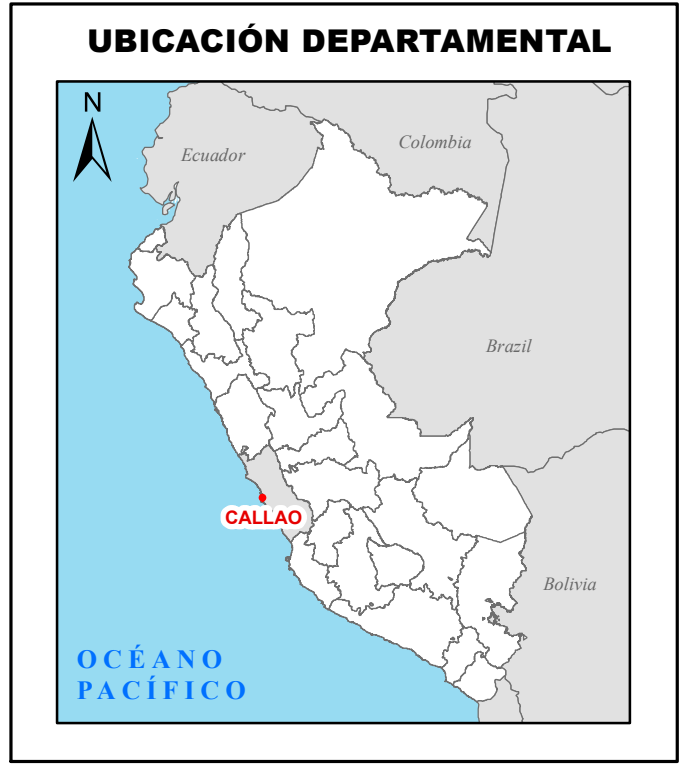 UBICACIÓN DEPARTAMENTAL
N
Ecuador
Colombia
Brazil
CALLAO
Bolivia
OCÉANO
PACÍFICO